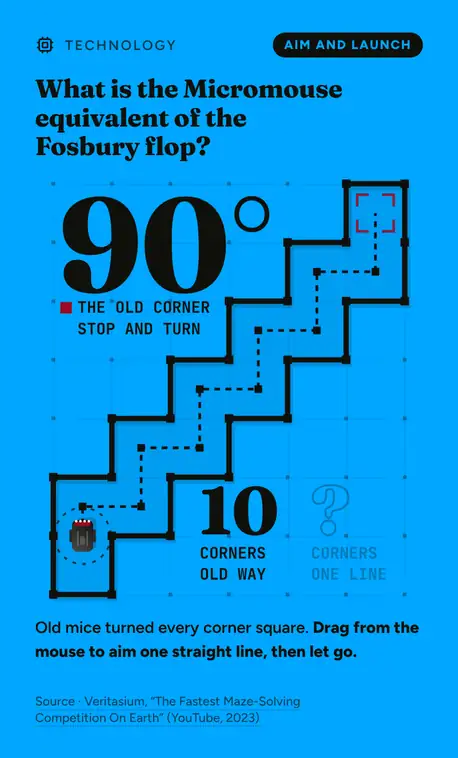 TECHNOLOGY
AIM AND LAUNCH
What is the Micromouse
equivalent of the
Fosbury flop?
90°
THE OLD CORNER
STOP AND TURN
10
CORNERS
OLD WAY
?
CORNERS
ONE LINE
Old mice turned every corner square. Drag from the
mouse to aim one straight line, then let go.
Source · Veritasium, “The Fastest Maze-Solving
Competition On Earth” (YouTube, 2023)